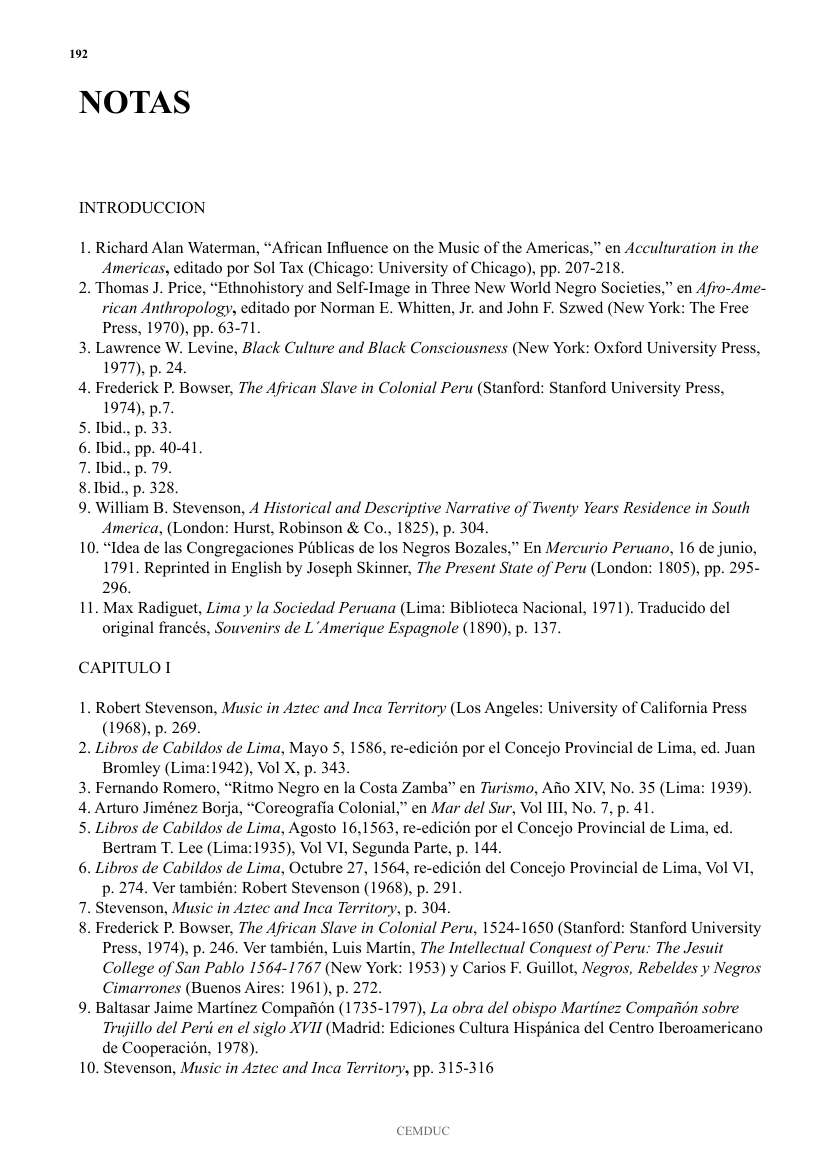 192
NOTAS
INTRODUCCION
1. Richard Alan Waterman, “African Influence on the Music of the Americas,” en Acculturation in the
Americas, editado por Sol Tax (Chicago: University of Chicago), pp. 207-218.
2. Thomas J. Price, “Ethnohistory and Self-Image in Three New World Negro Societies,” en Afro-Ame-
rican Anthropology, editado por Norman E. Whitten, Jr. and John F. Szwed (New York: The Free
Press, 1970), pp. 63-71.
3. Lawrence W. Levine, Black Culture and Black Consciousness (New York: Oxford University Press,
1977), p. 24.
4. Frederick P. Bowser, The African Slave in Colonial Peru (Stanford: Stanford University Press,
1974), p.7.
5. Ibid., p. 33.
6. Ibid., pp. 40-41.
7. Ibid., p. 79.
8. Ibid., p. 328.
9. William B. Stevenson, A Historical and Descriptive Narrative of Twenty Years Residence in South
America, (London: Hurst, Robinson & Co., 1825), p. 304.
10. “Idea de las Congregaciones Públicas de los Negros Bozales,” En Mercurio Peruano, 16 de junio,
1791. Reprinted in English by Joseph Skinner, The Present State of Peru (London: 1805), pp. 295-
296.
11. Max Radiguet, Lima y la Sociedad Peruana (Lima: Biblioteca Nacional, 1971). Traducido del
original francés, Souvenirs de L´Amerique Espagnole (1890), p. 137.
CAPITULO I
1. Robert Stevenson, Music in Aztec and Inca Territory (Los Angeles: University of California Press
(1968), p. 269.
2. Libros de Cabildos de Lima, Mayo 5, 1586, re-edición por el Concejo Provincial de Lima, ed. Juan
Bromley (Lima:1942), Vol X, p. 343.
3. Fernando Romero, “Ritmo Negro en la Costa Zamba” en Turismo, Año XIV, No. 35 (Lima: 1939).
4. Arturo Jiménez Borja, “Coreografía Colonial,” en Mar del Sur, Vol III, No. 7, p. 41.
5. Libros de Cabildos de Lima, Agosto 16,1563, re-edición por el Concejo Provincial de Lima, ed.
Bertram T. Lee (Lima:1935), Vol VI, Segunda Parte, p. 144.
6. Libros de Cabildos de Lima, Octubre 27, 1564, re-edición del Concejo Provincial de Lima, Vol VI,
p. 274. Ver también: Robert Stevenson (1968), p. 291.
7. Stevenson, Music in Aztec and Inca Territory, p. 304.
8. Frederick P. Bowser, The African Slave in Colonial Peru, 1524-1650 (Stanford: Stanford University
Press, 1974), p. 246. Ver también, Luis Martín, The Intellectual Conquest of Peru: The Jesuit
College of San Pablo 1564-1767 (New York: 1953) y Carios F. Guillot, Negros, Rebeldes y Negros
Cimarrones (Buenos Aires: 1961), p. 272.
9. Baltasar Jaime Martínez Compañón (1735-1797), La obra del obispo Martínez Compañón sobre
Trujillo del Perú en el siglo XVII (Madrid: Ediciones Cultura Hispánica del Centro Iberoamericano
de Cooperación, 1978).
10. Stevenson, Music in Aztec and Inca Territory, pp. 315-316
CEMDUC